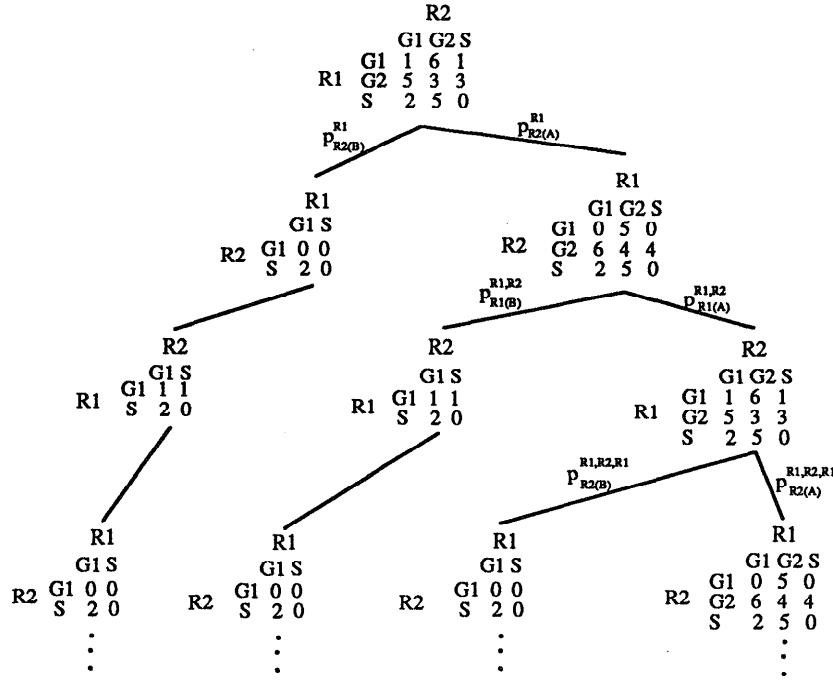 R2
G1 G2 S
G1 1 6 1
R1 G2 5 3 3
S 2 5 0
p R1 R2(B)
p R1 R2(A)
R1
G1 S
R2 G1 0 0
S 2 0
R1
G1 G2 S
G1 0 5 0
R2 G2 6 4 4
S 2 5 0
p R1,R2 R1(B)
p R1,R2 R1(A)
R2
G1 S
R1 G1 1 1
S 2 0
R2
G1 S
R1 G1 1 1
S 2 0
R2
G1 G2 S
G1 1 6 1
R1 G2 5 3 3
S 2 5 0
p R1,R2,R1 R2(B)
p R1,R2,R1 R2(A)
R1
G1 S
R2 G1 0 0
S 2 0
R1
G1 S
R2 G1 0 0
S 2 0
R1
G1 S
R2 G1 0 0
S 2 0
R1
G1 G2 S
G1 0 5 0
R2 G2 6 4 4
S 2 5 0